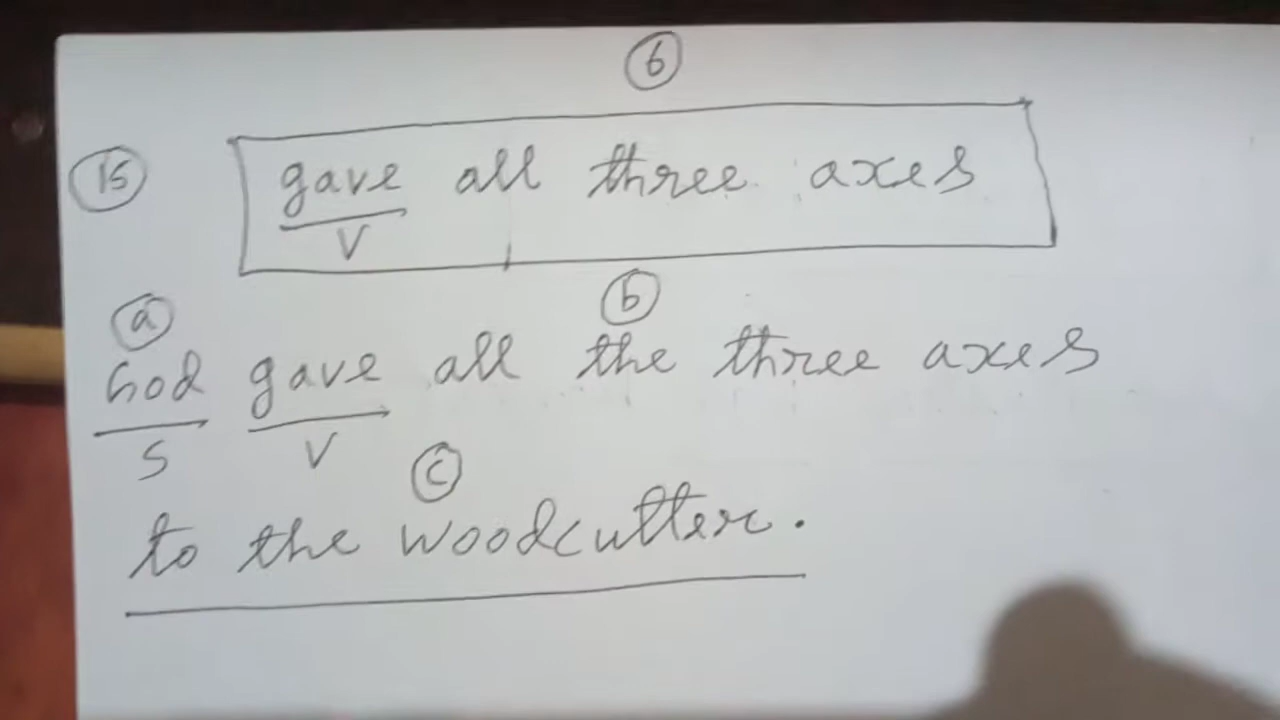 6
15 gave all three axes
V
a b
God gave all the three axes
S V c
to the woodcutter.